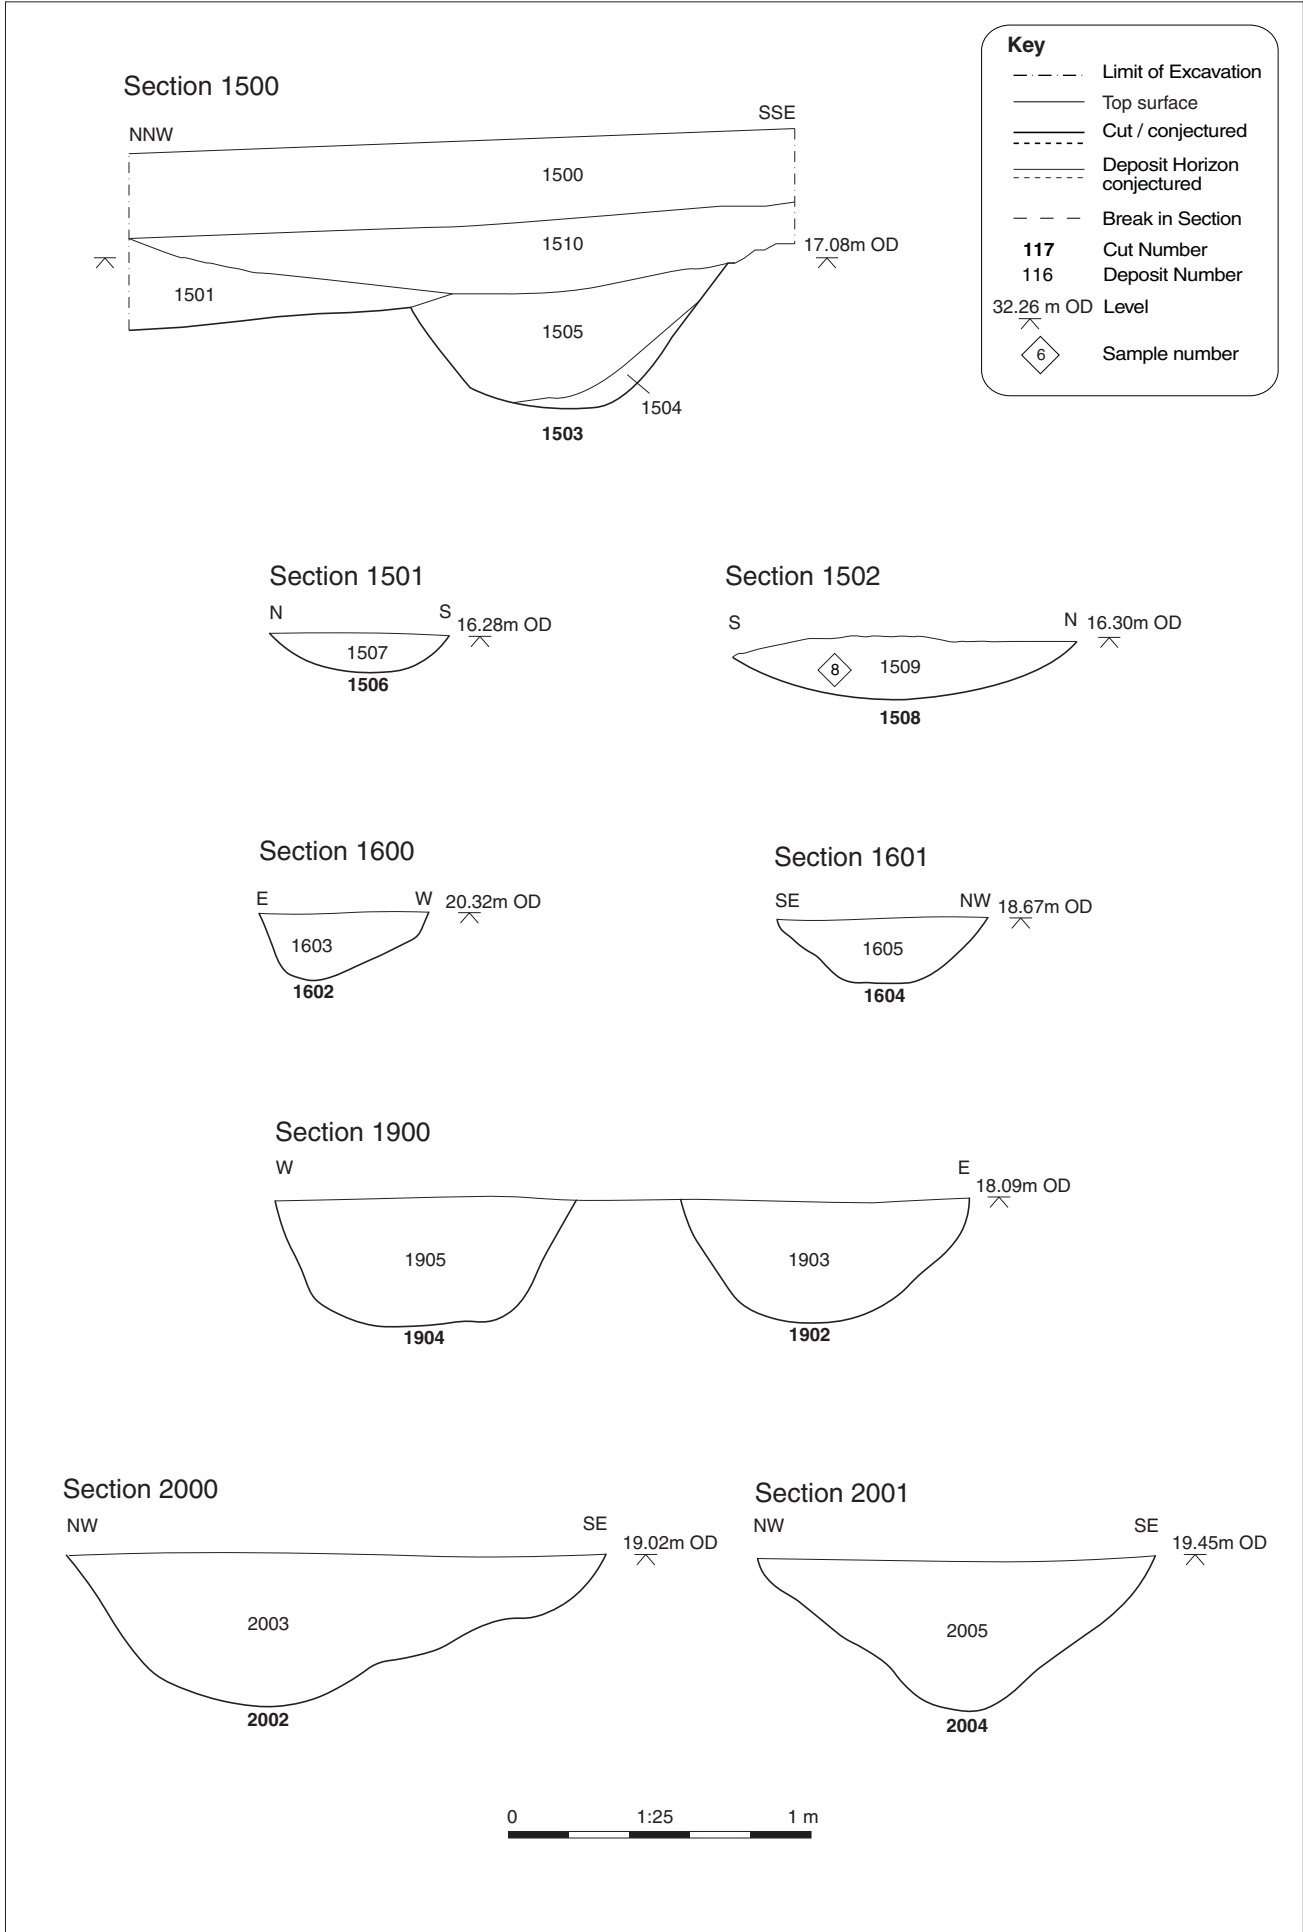 Key
Limit of Excavation
Top surface
Cut / conjectured
Deposit Horizon
conjectured
Break in Section
117 Cut Number
116 Deposit Number
32.26 m OD Level
6 Sample number
Section 1500
NNW SSE
1500
1510
17.08m OD
1501
1505
1504
1503
Section 1501
N S 16.28m OD
1507
1506
Section 1502
S N 16.30m OD
8 1509
1508
Section 1600
E W 20.32m OD
1603
1602
Section 1601
SE NW 18.67m OD
1605
1604
Section 1900
W E
18.09m OD
1905 1903
1904 1902
Section 2000
NW SE
19.02m OD
2003
2002
Section 2001
NW SE
19.45m OD
2005
2004
0 1:25 1 m